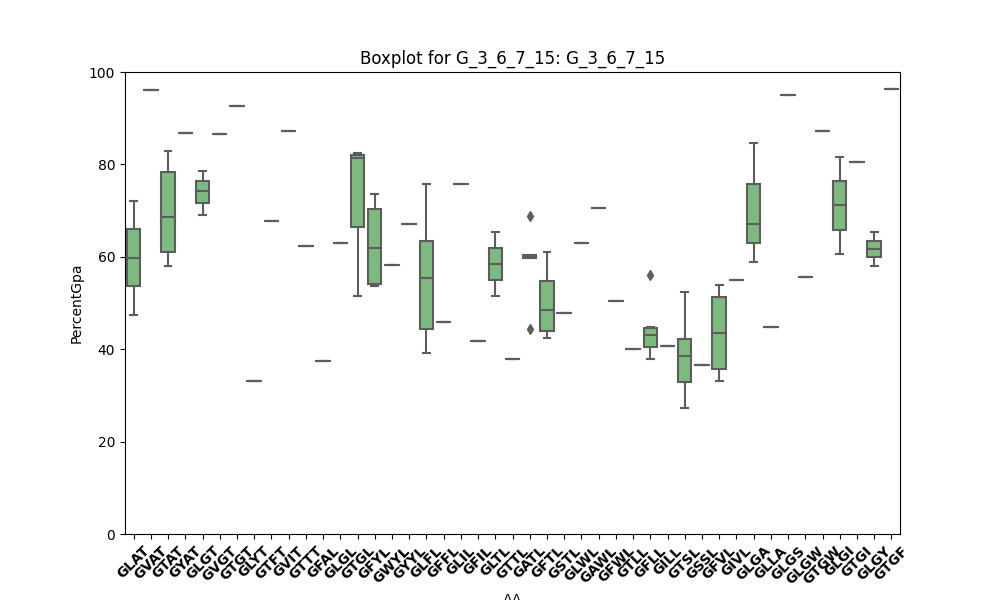 Boxplot for G_3_6_7_15: G_3_6_7_15
100
80
60
40
20
0
PercentGpa
GLAT GVAT GTAT GYAT GLGT GVGT GTGT GLYT GTFT GVIT GTTT GFAL GLGL GTGL GFYL GWYL GYYL GLFL GFFL GLIL GFIL GLTL GTTL GATL GFTL GSTL GLWL GAWL GFWL GTLL GFLL GILL GTSL GSSL GFVL GIVL GLGA GLLA GLGS GLGW GTGW GLGI GTGI GLGY GTGF